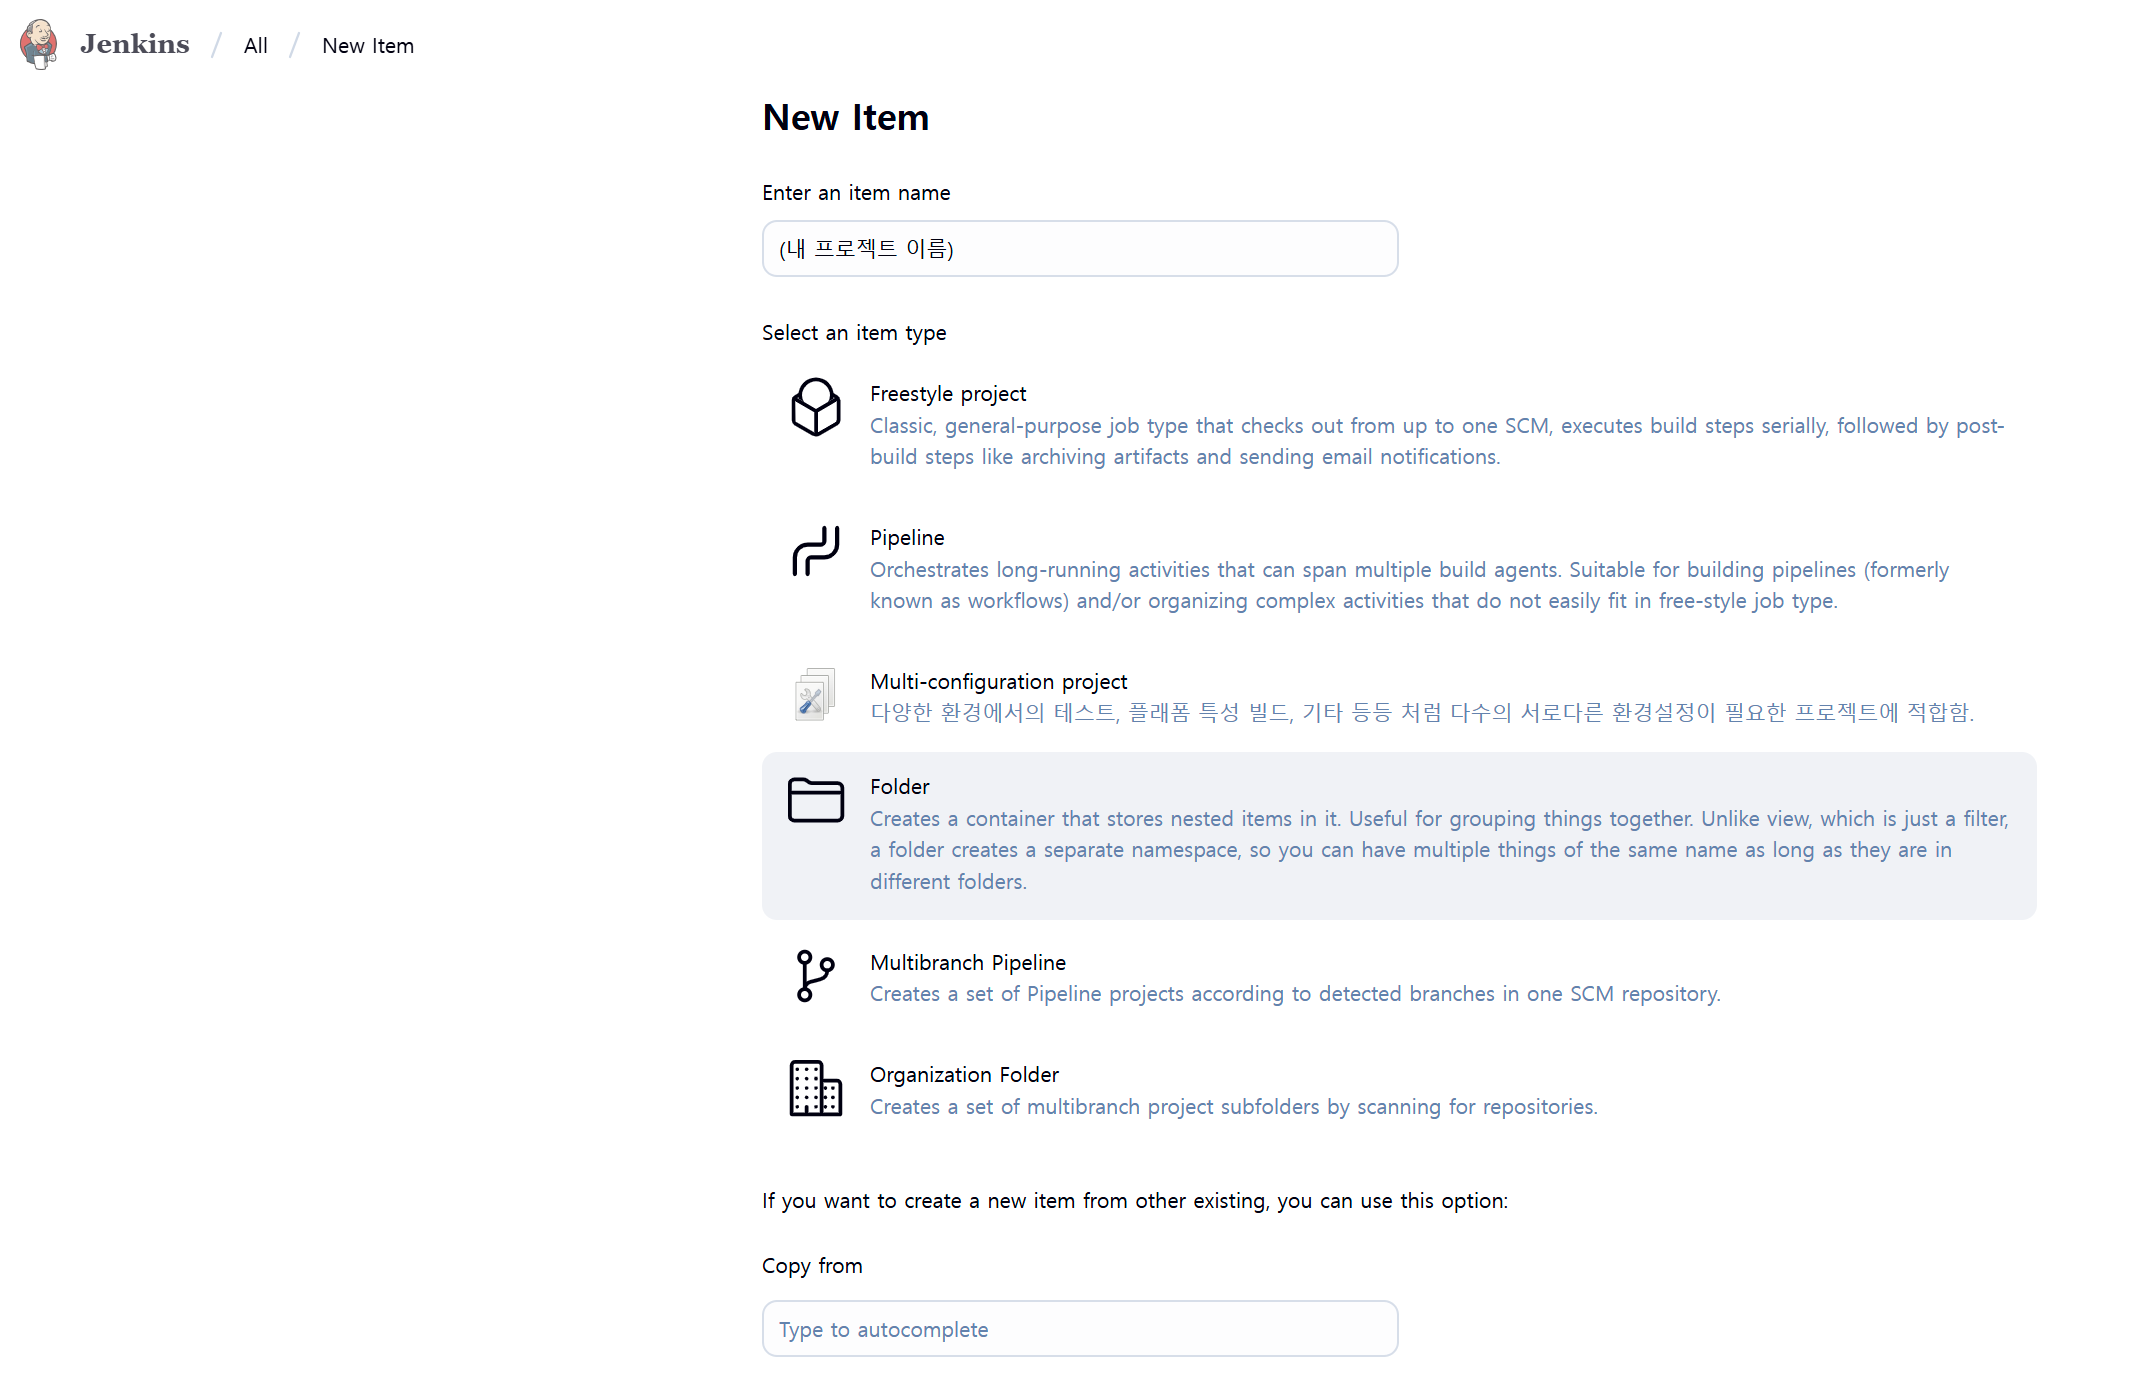 Jenkins / All / New Item
New Item
Enter an item name
(내 프로젝트 이름)
Select an item type
Freestyle project
Classic, general-purpose job type that checks out from up to one SCM, executes build steps serially, followed by post-
build steps like archiving artifacts and sending email notifications.
Pipeline
Orchestrates long-running activities that can span multiple build agents. Suitable for building pipelines (formerly
known as workflows) and/or organizing complex activities that do not easily fit in free-style job type.
Multi-configuration project
다양한 환경에서의 테스트, 플래폼 특성 빌드, 기타 등등 처럼 다수의 서로다른 환경설정이 필요한 프로젝트에 적합함.
Folder
Creates a container that stores nested items in it. Useful for grouping things together. Unlike view, which is just a filter,
a folder creates a separate namespace, so you can have multiple things of the same name as long as they are in
different folders.
Multibranch Pipeline
Creates a set of Pipeline projects according to detected branches in one SCM repository.
Organization Folder
Creates a set of multibranch project subfolders by scanning for repositories.
If you want to create a new item from other existing, you can use this option:
Copy from
Type to autocomplete